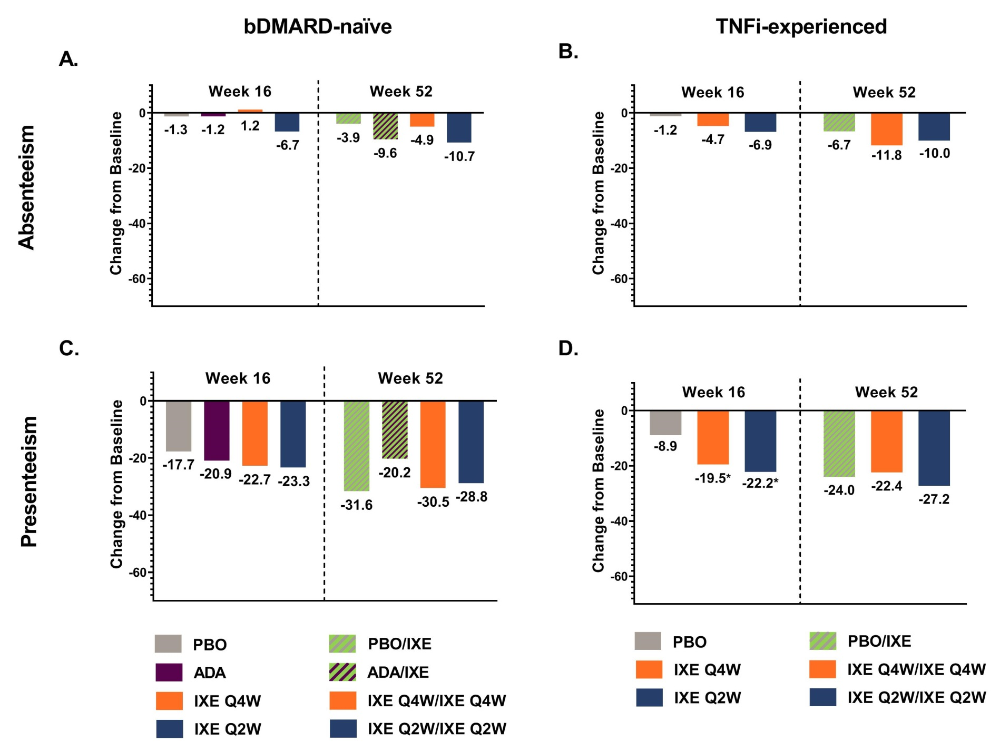 bDMARD-naïve
TNFi-experienced
A.
Absenteeism
Change from Baseline
Week 16
Week 52
0
-20
-40
-60
-1.3
-1.2
1.2
-6.7
-3.9
-9.6
-4.9
-10.7
B.
Change from Baseline
Week 16
Week 52
0
-20
-40
-60
-1.2
-4.7
-6.9
-6.7
-11.8
-10.0
C.
Presenteeism
Change from Baseline
Week 16
Week 52
0
-20
-40
-60
-17.7
-20.9
-22.7
-23.3
-31.6
-20.2
-30.5
-28.8
D.
Change from Baseline
Week 16
Week 52
0
-20
-40
-60
-8.9
-19.5*
-22.2*
-24.0
-22.4
-27.2
PBO
PBO/IXE
ADA
ADA/IXE
IXE Q4W
IXE Q4W/IXE Q4W
IXE Q2W
IXE Q2W/IXE Q2W
PBO
PBO/IXE
IXE Q4W
IXE Q4W/IXE Q4W
IXE Q2W
IXE Q2W/IXE Q2W